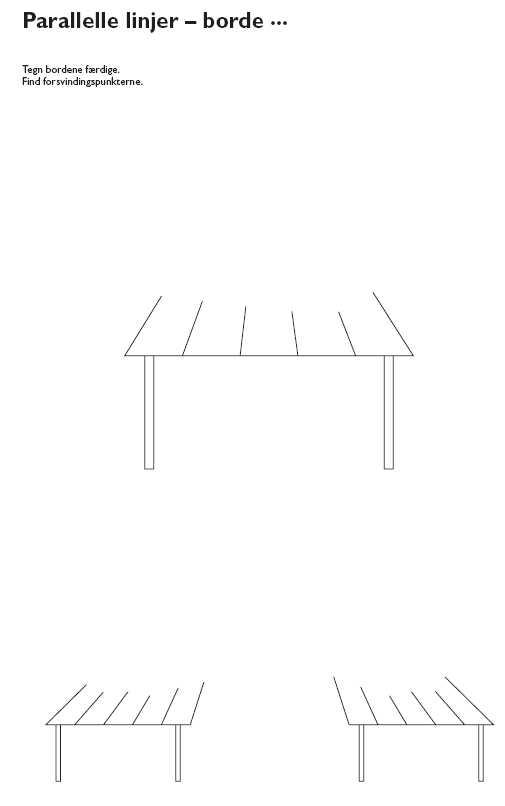 Parallelle linjer – borde •••
Tegn bordene færdige.
Find forsvindingspunkterne.